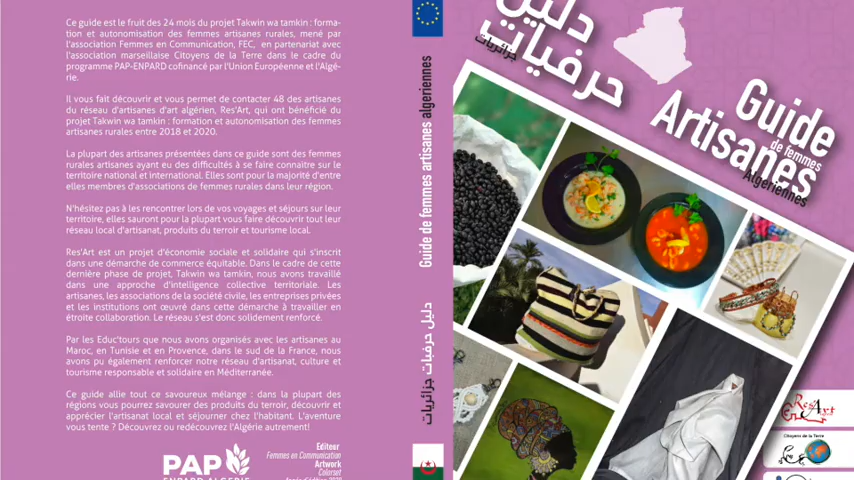 Ce guide est le fruit des 24 mois du projet Takwin wa tamkin : forma-
tion et autonomisation des femmes artisanes rurales, mené par
l'association Femmes en Communication, FEC, en partenariat avec
l'association marseillaise Citoyens de la Terre dans le cadre du
programme PAP-ENPARD cofinancé par l'Union Européenne et l'Algé-
rie.
Il vous fait découvrir et vous permet de contacter 48 des artisanes
du réseau d'artisanes d'art algérien, Res'Art, qui ont bénéficié du
projet Takwin wa tamkin : formation et autonomisation des femmes
artisanes rurales entre 2018 et 2020.
La plupart des artisanes présentées dans ce guide sont des femmes
rurales artisanes ayant eu des difficultés à se faire connaitre sur le
territoire national et international. Elles sont pour la majorité d'entre
elles membres d'associations de femmes rurales dans leur région.
N'hésitez pas à les rencontrer lors de vos voyages et séjours sur leur
territoire, elles sauront pour la plupart vous faire découvrir tout leur
réseau local d'artisanat, produits du terroir et tourisme local.
Res'Art est un projet d'économie sociale et solidaire qui s'inscrit
dans une démarche de commerce équitable. Dans le cadre de cette
dernière phase de projet, Takwin wa tamkin, nous avons travaillé
dans une approche d'intelligence collective territoriale. Les
artisanes, les associations de la société civile, les entreprises privées
et les institutions ont œuvré dans cette démarche à travailler en
étroite collaboration. Le réseau s'est donc solidement renforcé.
Par les Educ'tours que nous avons organisés avec les artisanes au
Maroc, en Tunisie et en Provence, dans le sud de la France, nous
avons pu également renforcer notre réseau d'artisanat, culture et
tourisme responsable et solidaire en Méditerranée.
Ce guide allie tout ce savoureux mélange : dans la plupart des
régions vous pourrez savourer des produits du terroir, découvrir et
apprécier l'artisanat local et séjourner chez l'habitant. L'aventure
vous tente ? Découvrez ou redécouvrez l'Algérie autrement!
Editeur
Femmes en Communication
Artwork
Colorset
PAP
ENPARD ALGERIE
Guide de femmes artisanes algeriennes
دليل حرفيات جزائريات
دليل
حرفيات
جزائريات
Guide
de femmes
Artisanes
Algeriennes
Res Art
Citoyens de la Terre